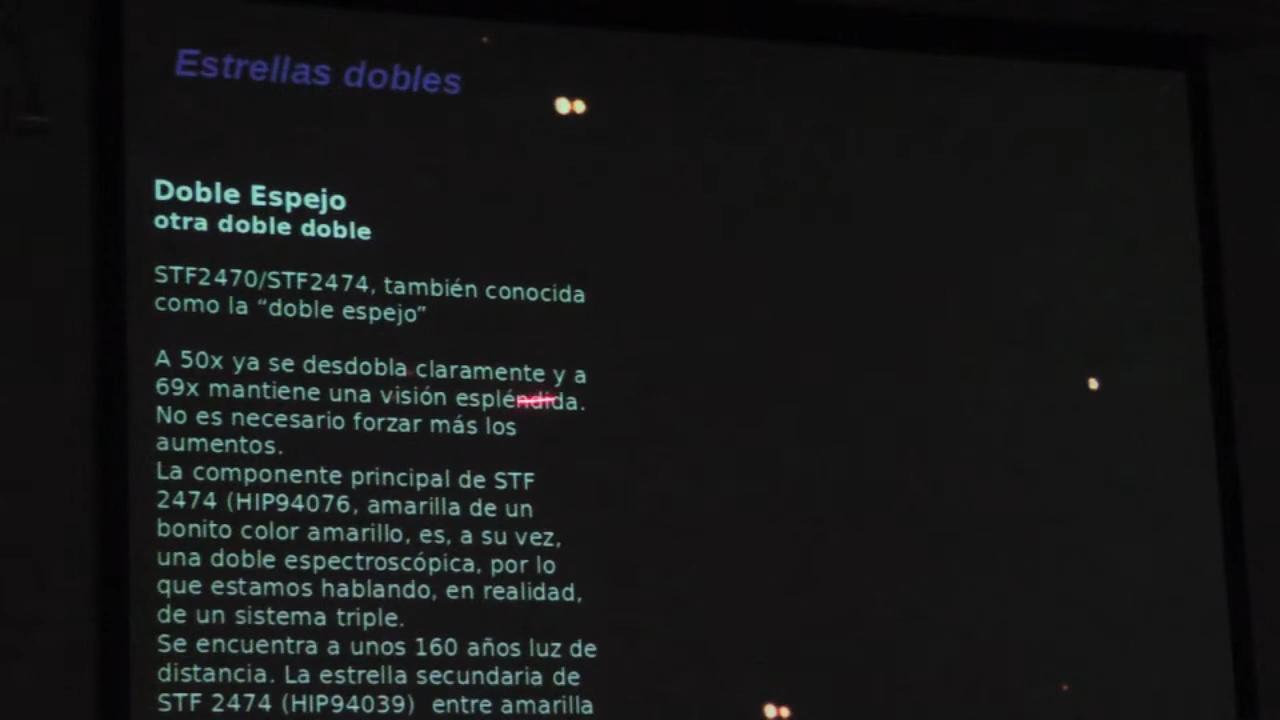 Estrellas dobles
Doble Espejo
otra doble doble
STF2470/STF2474, también conocida
como la “doble espejo”
A 50x ya se desdobla claramente y a
69x mantiene una visión espléndida.
No es necesario forzar más los
aumentos.
La componente principal de STF
2474 (HIP94076, amarilla de un
bonito color amarillo, es, a su vez,
una doble espectroscópica, por lo
que estamos hablando, en realidad,
de un sistema triple.
Se encuentra a unos 160 años luz de
distancia. La estrella secundaria de
STF 2474 (HIP94039) entre amarilla